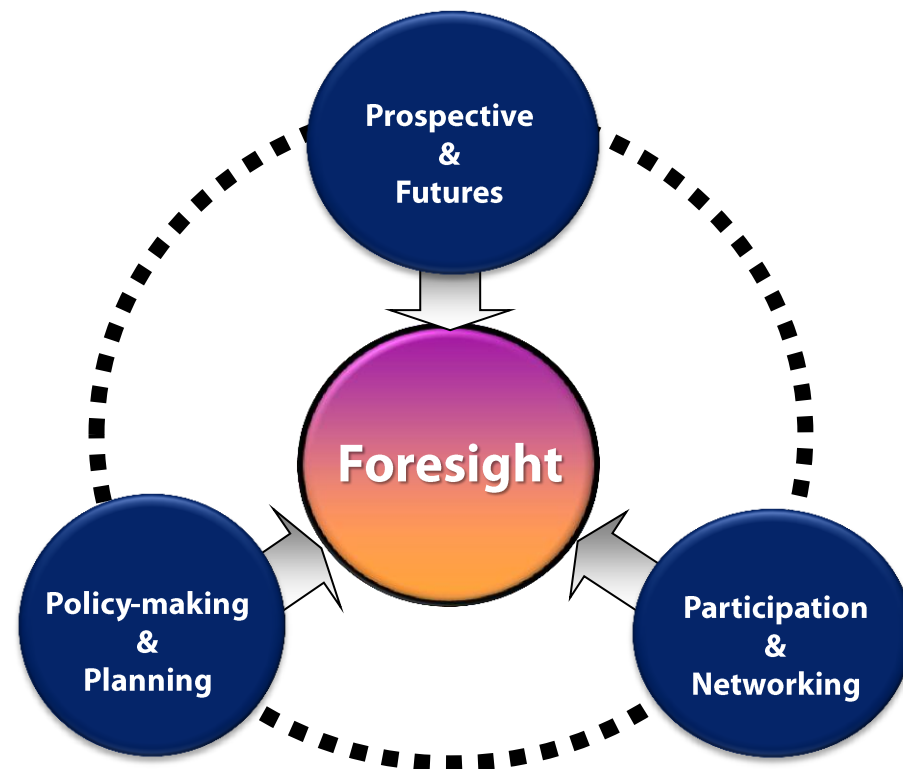 Prospective
&
Futures
Foresight
Policy-making
&
Planning
Participation
&
Networking